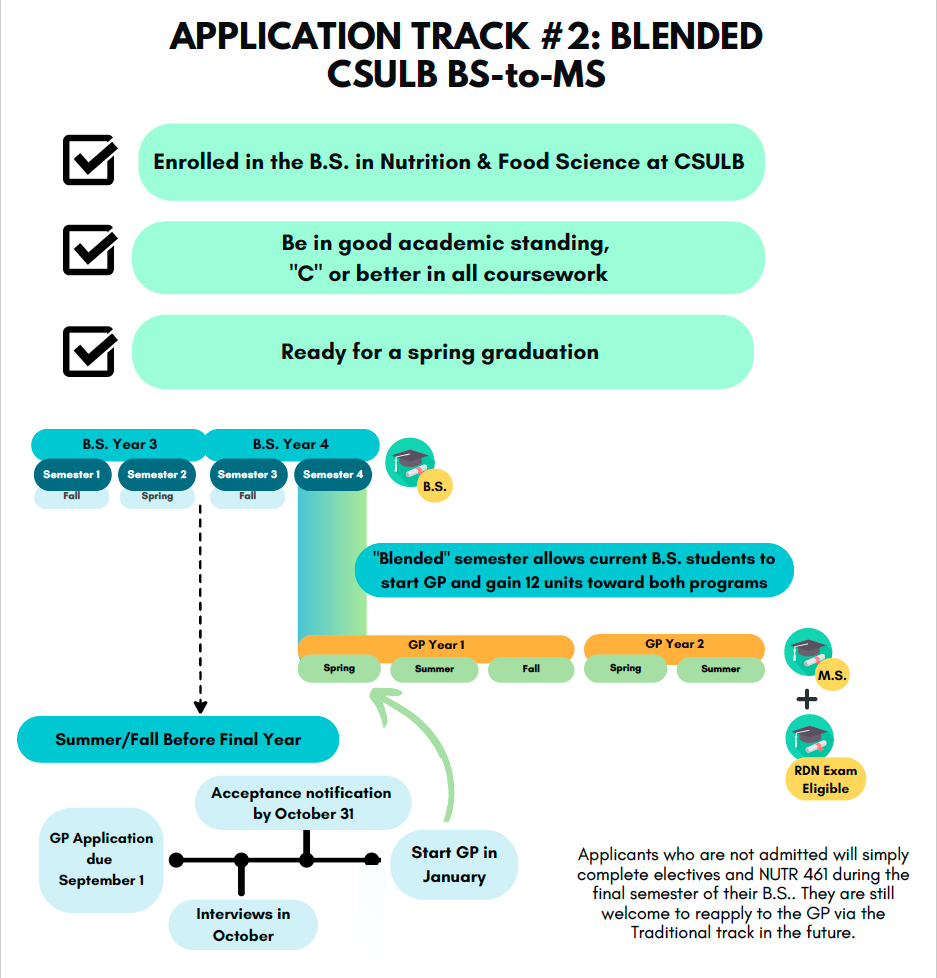 APPLICATION TRACK #2: BLENDED
CSULB BS-to-MS
Enrolled in the B.S. in Nutrition & Food Science at CSULB
Be in good academic standing,
"C" or better in all coursework
Ready for a spring graduation
B.S. Year 3
B.S. Year 4
Semester 1
Semester 2
Semester 3
Semester 4
Fall
Spring
Fall
B.S.
"Blended" semester allows current B.S. students to
start GP and gain 12 units toward both programs
GP Year 1
GP Year 2
Spring
Summer
Fall
Spring
Summer
M.S.
+
RDN Exam
Eligible
Summer/Fall Before Final Year
Acceptance notification
by October 31
GP Application
due
September 1
Interviews in
October
Start GP in
January
Applicants who are not admitted will simply
complete electives and NUTR 461 during the
final semester of their B.S.. They are still
welcome to reapply to the GP via the
Traditional track in the future.